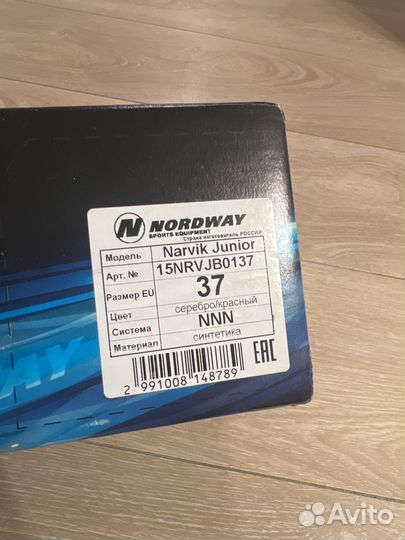 NORDWAY
SPORTS EQUIPMENT
Страна изготовитель РОССИЯ
Модель Narvik Junior
Арт. № 15NRVJB0137
Размер EU 37
Цвет серебро/красный
Система NNN
Материал синтетика
2 991008 148789
EAC
WAY
Avito